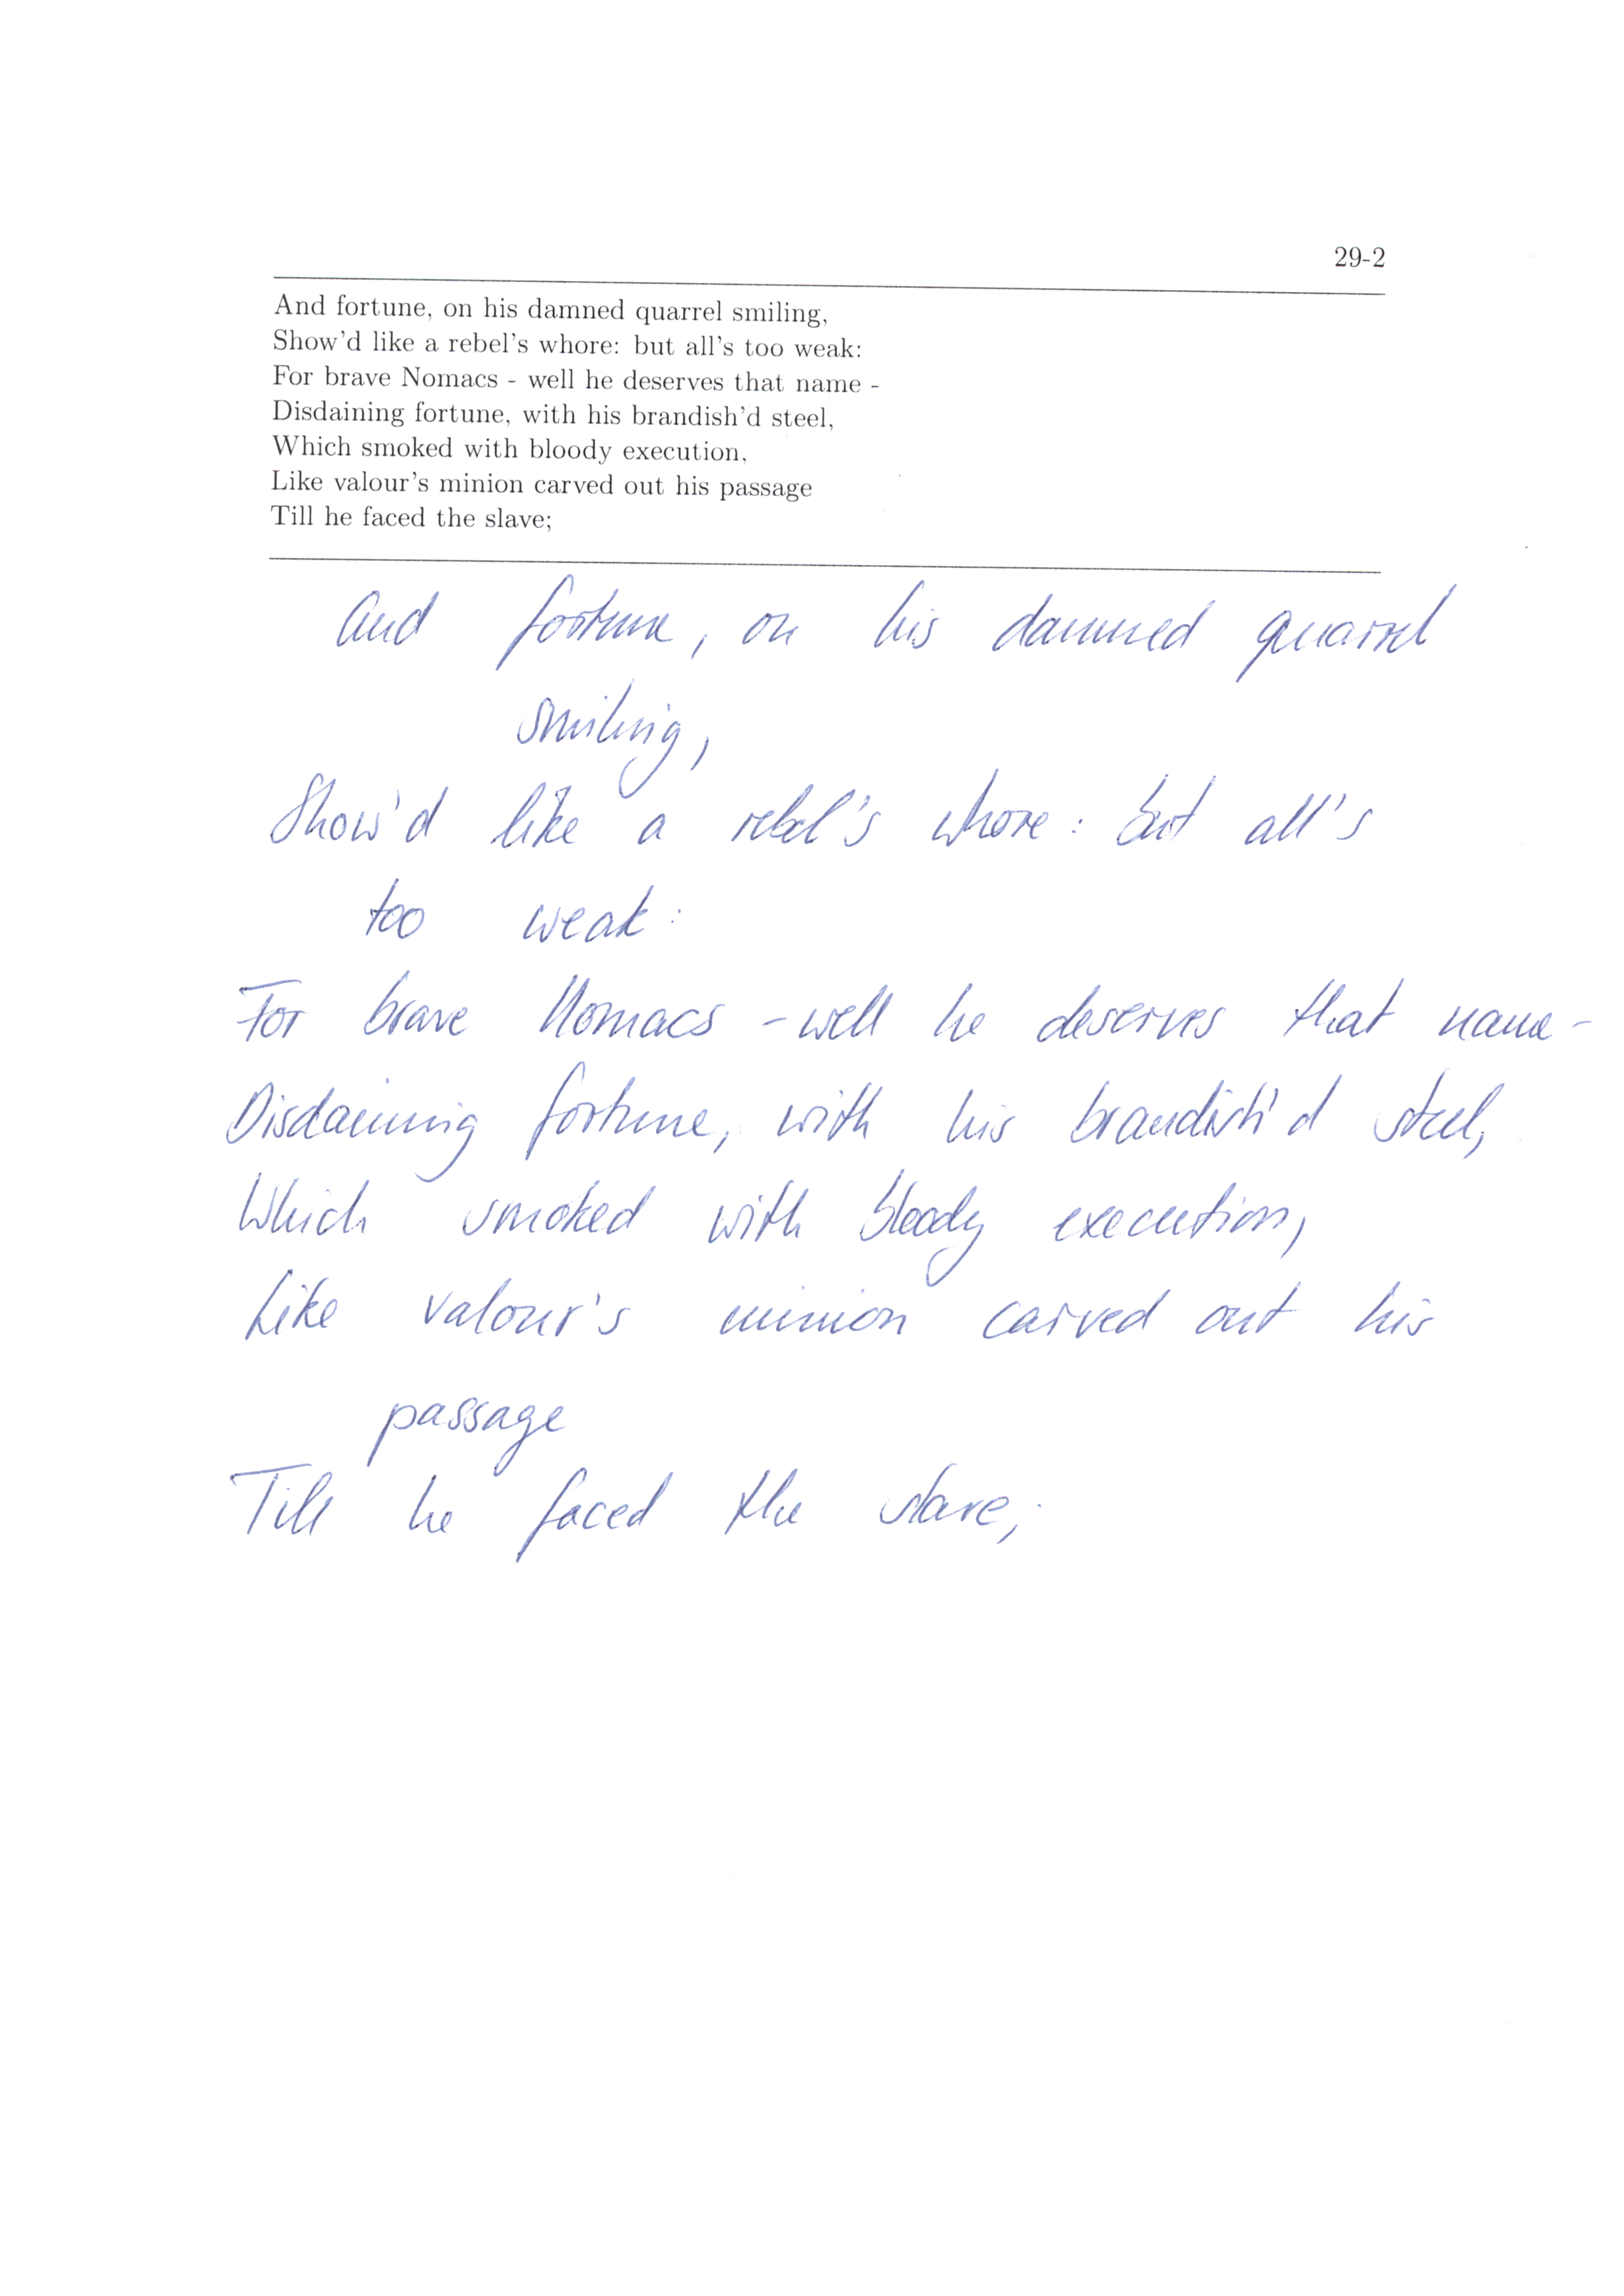 29-2
And fortune, on his damned quarrel smiling,
Show'd like a rebel's whore: but all's too weak:
For brave Nomacs - well he deserves that name -
Disdaining fortune, with his brandish'd steel,
Which smoked with bloody execution,
Like valour's minion carved out his passage
Till he faced the slave;
And fortune, on his damned quarrel
smiling,
Show'd like a rebel's whore: but all's
too weak:
For brave Nomacs - well he deserves that name -
Disdaining fortune, with his brandish'd steel,
Which smoked with bloody execution,
Like valour's minion carved out his
passage
Till he faced the slave;